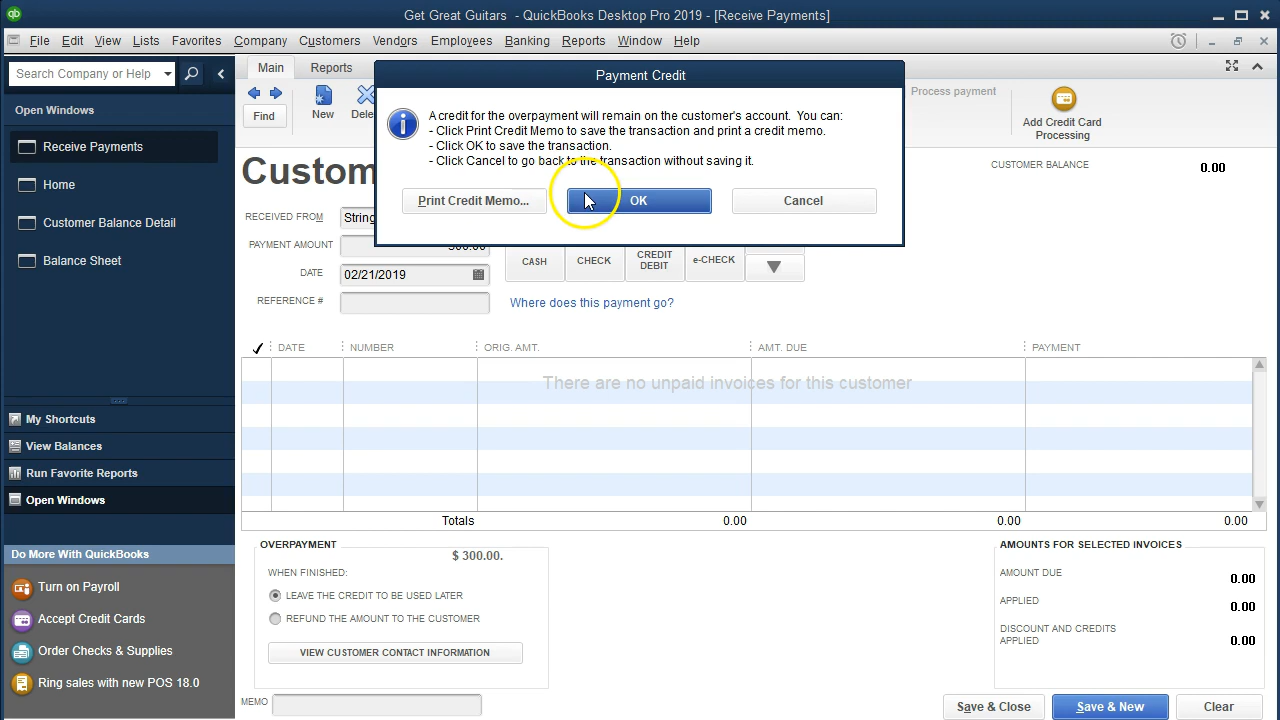 Get Great Guitars - QuickBooks Desktop Pro 2019 - [Receive Payments]
File Edit View Lists Favorites Company Customers Vendors Employees Banking Reports Window Help
Search Company or Help
Main Reports
Payment Credit
Open Windows
Find
New
Process payment
Add Credit Card
Processing
A credit for the overpayment will remain on the customer's account. You can:
- Click Print Credit Memo to save the transaction and print a credit memo.
- Click OK to save the transaction.
- Click Cancel to go back to the transaction without saving it.
Print Credit Memo... OK Cancel
Receive Payments
Home
Customer Balance Detail
Balance Sheet
CUSTOMER BALANCE 0.00
RECEIVED FROM String
PAYMENT AMOUNT 300.00
DATE 02/21/2019
REFERENCE #
CASH
CHECK
CREDIT
DEBIT
e-CHECK
Where does this payment go?
DATE NUMBER ORIG. AMT. AMT. DUE PAYMENT
There are no unpaid invoices for this customer
Totals 0.00 0.00 0.00
My Shortcuts
View Balances
Run Favorite Reports
Open Windows
Do More With QuickBooks
Turn on Payroll
Accept Credit Cards
Order Checks & Supplies
Ring sales with new POS 18.0
OVERPAYMENT
$ 300.00.
WHEN FINISHED:
LEAVE THE CREDIT TO BE USED LATER
REFUND THE AMOUNT TO THE CUSTOMER
VIEW CUSTOMER CONTACT INFORMATION
AMOUNTS FOR SELECTED INVOICES
AMOUNT DUE 0.00
APPLIED 0.00
DISCOUNT AND CREDITS
APPLIED 0.00
MEMO
Save & Close Save & New Clear